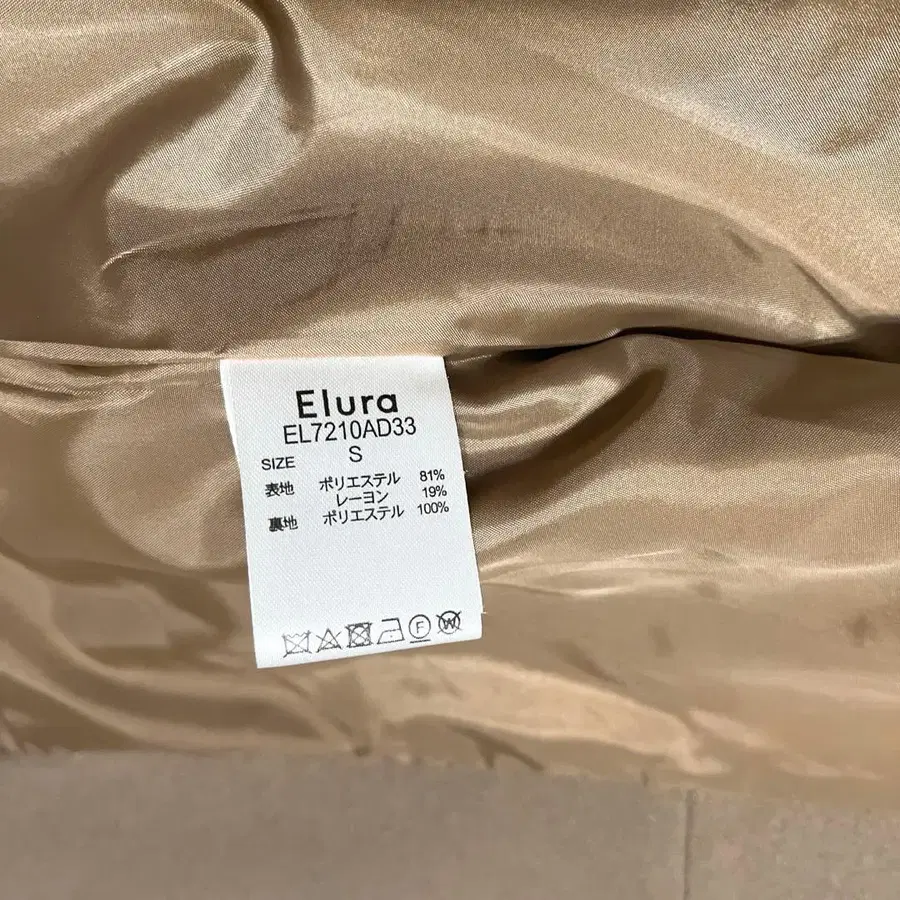 Elura
EL7210AD33
SIZE S
表地 ポリエステル 81%
レーヨン 19%
裏地 ポリエステル 100%
F W